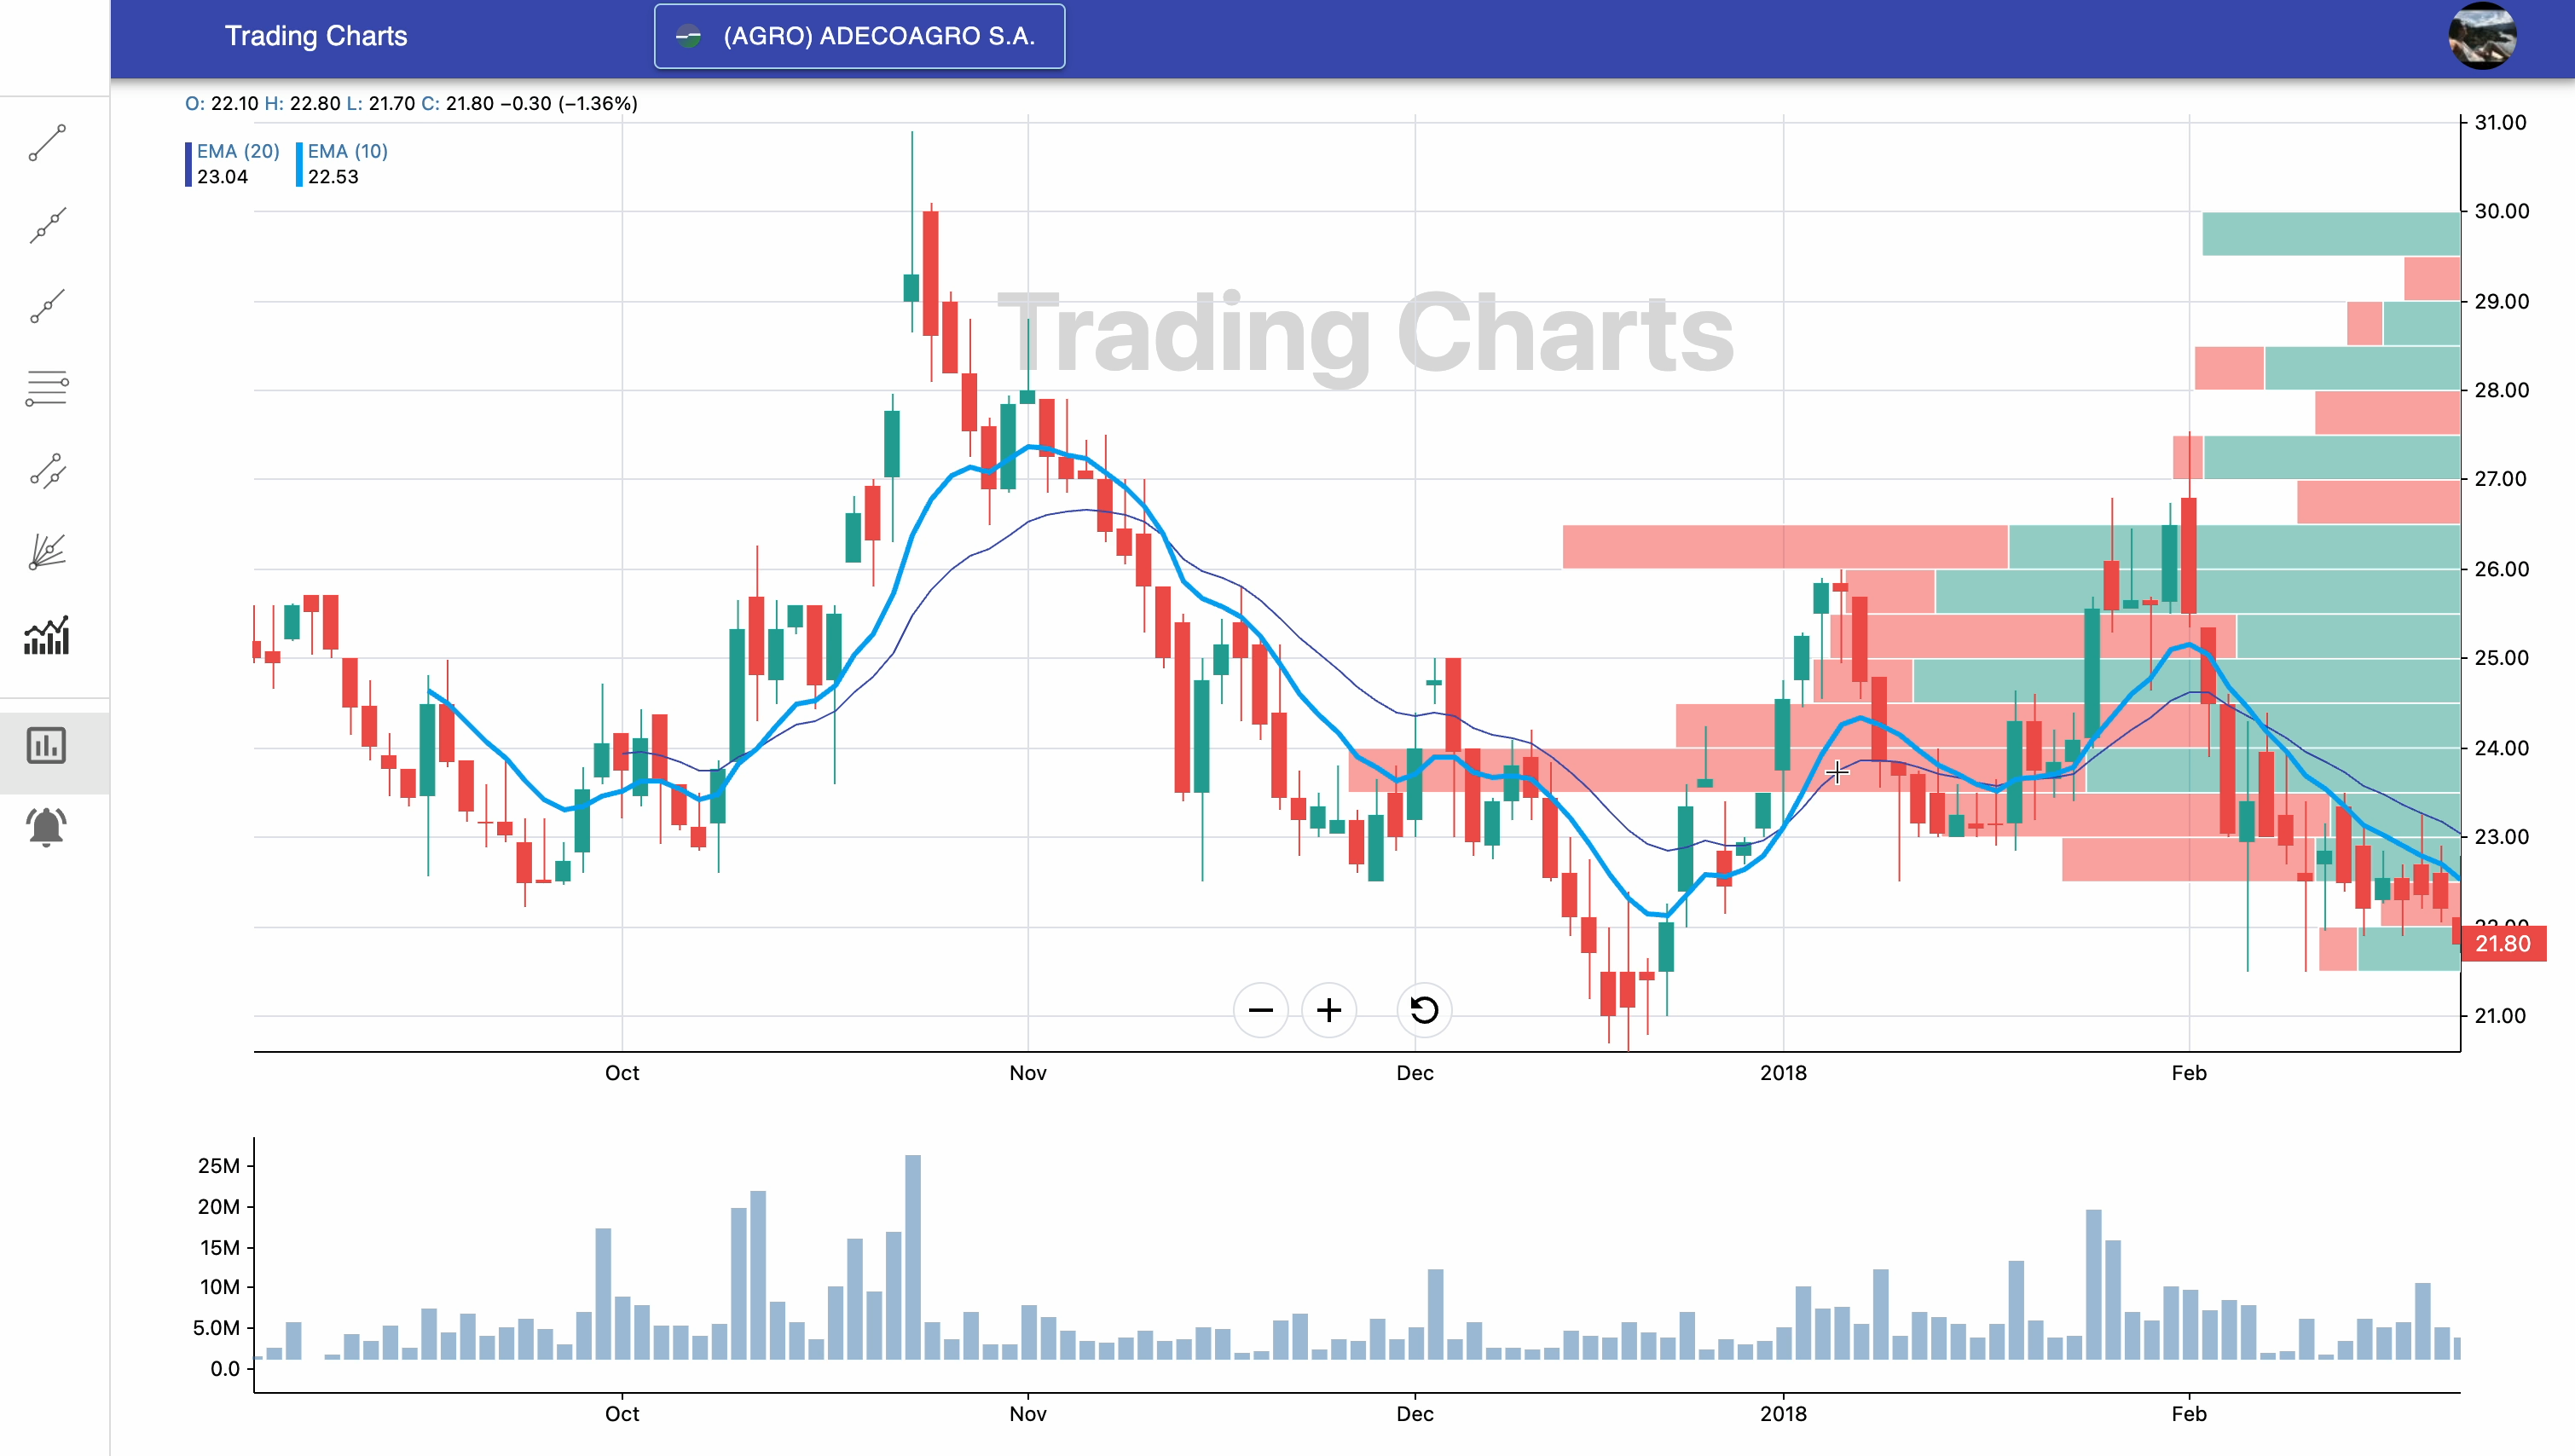 Trading Charts
(AGRO) ADECOAGRO S.A.
O: 22.10 H: 22.80 L: 21.70 C: 21.80 −0.30 (−1.36%)
EMA (20) EMA (10)
23.04 22.53
Trading Charts
31.00
30.00
29.00
28.00
27.00
26.00
25.00
24.00
23.00
22.00
21.80
21.00
Oct Nov Dec 2018 Feb
25M
20M
15M
10M
5.0M
0.0
Oct Nov Dec 2018 Feb